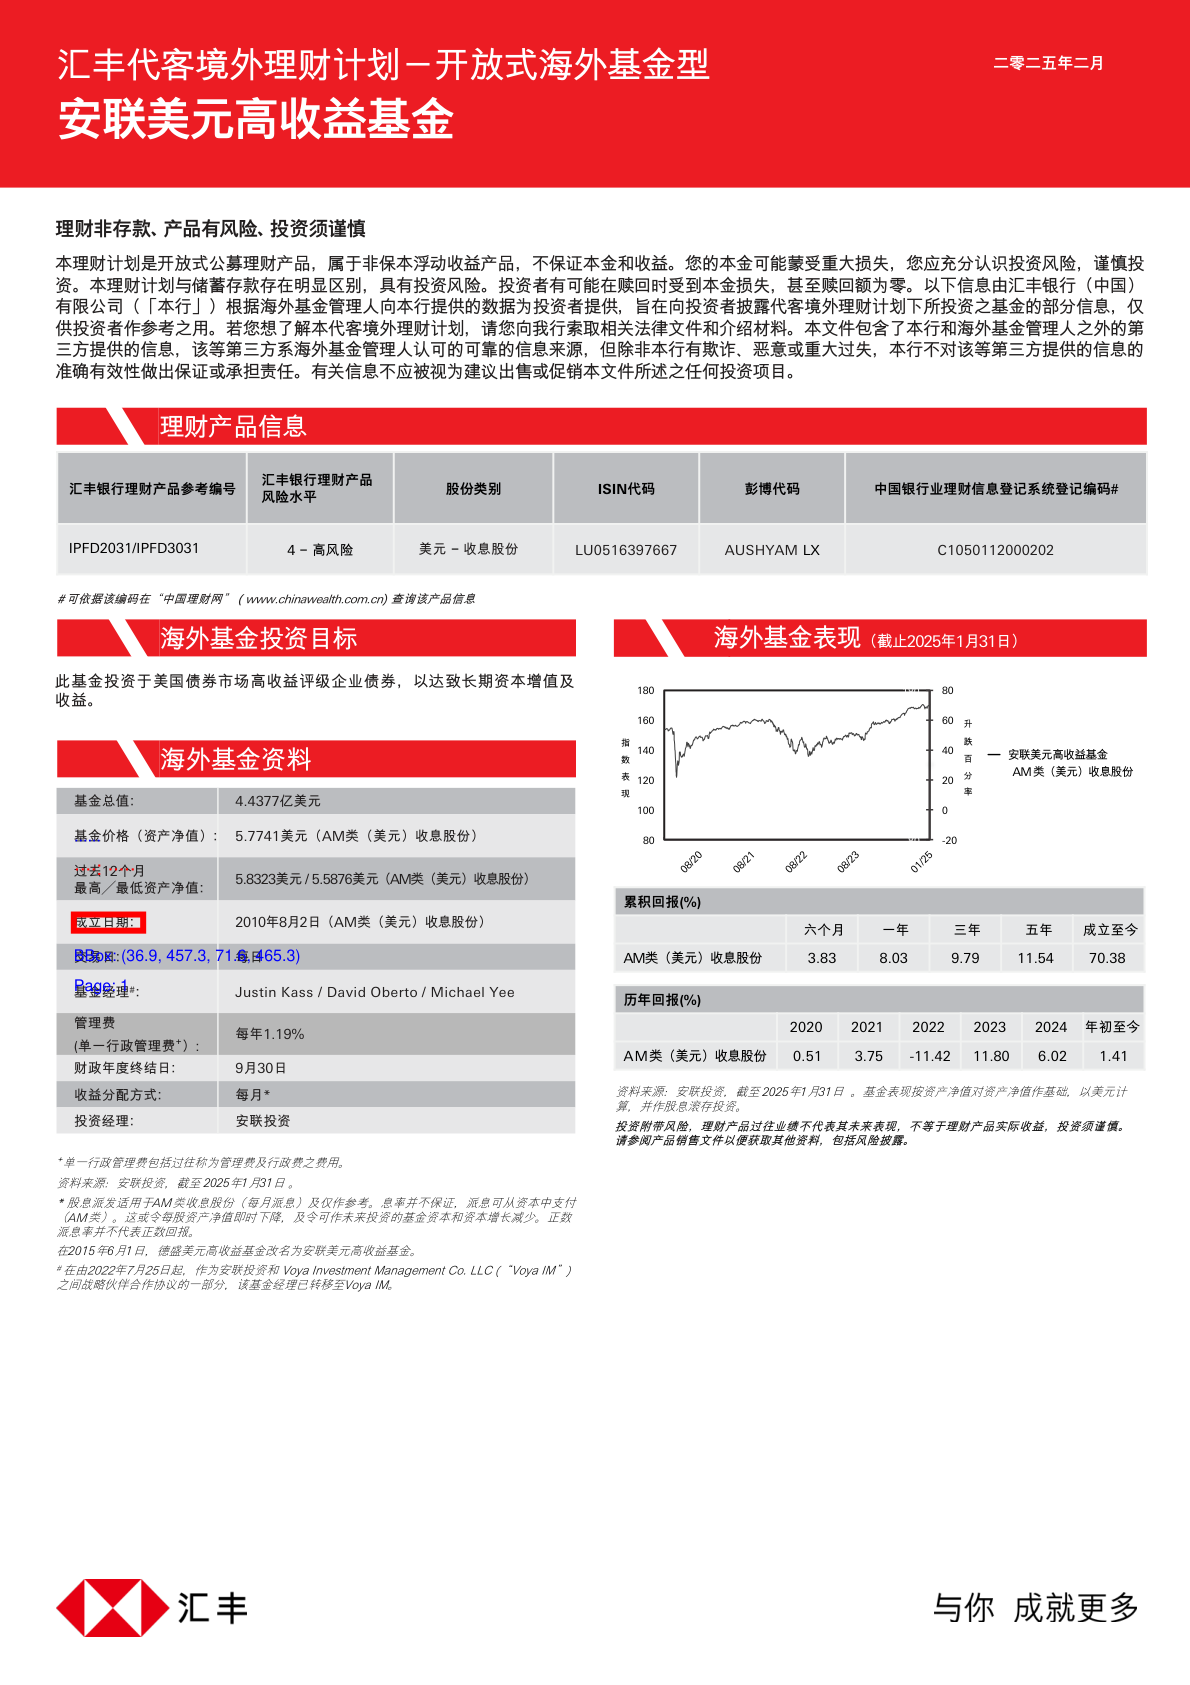 汇丰代客境外理财计划－开放式海外基金型
二零二五年二月
安联美元高收益基金
理财非存款、产品有风险、投资须谨慎
本理财计划是开放式公募理财产品，属于非保本浮动收益产品，不保证本金和收益。您的本金可能蒙受重大损失，您应充分认识投资风险，谨慎投
资。本理财计划与储蓄存款存在明显区别，具有投资风险。投资者有可能在赎回时受到本金损失，甚至赎回额为零。以下信息由汇丰银行（中国）
有限公司（「本行」）根据海外基金管理人向本行提供的数据为投资者提供，旨在向投资者披露代客境外理财计划下所投资之基金的部分信息，仅
供投资者作参考之用。若您想了解本代客境外理财计划，请您向我行索取相关法律文件和介绍材料。本文件包含了本行和海外基金管理人之外的第
三方提供的信息，该等第三方系海外基金管理人认可的可靠的信息来源，但除非本行有欺诈、恶意或重大过失，本行不对该等第三方提供的信息的
准确有效性做出保证或承担责任。有关信息不应被视为建议出售或促销本文件所述之任何投资项目。
理财产品信息
汇丰银行理财产品参考编号 汇丰银行理财产品风险水平 股份类别 ISIN代码 彭博代码 中国银行业理财信息登记系统登记编码#
IPFD2031/IPFD3031 4 – 高风险 美元 – 收息股份 LU0516397667 AUSHYAM LX C1050112000202
# 可依据该编码在“中国理财网” ( www.chinawealth.com.cn) 查询该产品信息
海外基金投资目标
此基金投资于美国债券市场高收益评级企业债券，以达致长期资本增值及
收益。
海外基金资料
基金总值: 4.4377亿美元
基金价格（资产净值）: 5.7741美元（AM类（美元）收息股份）
过去12个月
最高／最低资产净值: 5.8323美元 / 5.5876美元（AM类（美元）收息股份）
成立日期: 2010年8月2日（AM类（美元）收息股份）
交易日: 每日
BBox: (36.9, 457.3, 71.6, 465.3)
Page: 1
基金经理#: Justin Kass / David Oberto / Michael Yee
管理费
(单一行政管理费+）: 每年1.19%
财政年度终结日: 9月30日
收益分配方式: 每月*
投资经理: 安联投资
+ 单一行政管理费包括过往称为管理费及行政费之费用。
资料来源：安联投资，截至 2025年1月31日 。
* 股息派发适用于AM 类收息股份（每月派息）及仅作参考。息率并不保证，派息可从资本中支付
（AM 类）。这或令每股资产净值即时下降，及令可作未来投资的基金资本和资本增长减少。正数
派息率并不代表正数回报。
在2015年6月1日，德盛美元高收益基金改名为安联美元高收益基金。
# 在由2022年7月25日起，作为安联投资和 Voya Investment Management Co. LLC (“Voya IM”)
之间战略伙伴合作协议的一部分，该基金经理已转移至Voya IM。
海外基金表现（截止2025年1月31日）
180 80
160 60
140 40
120 20
100 0
80 -20
指数表现
升跌百分率
08/20 08/21 08/22 08/23 01/25
安联美元高收益基金
AM 类（美元）收息股份
累积回报(%)
六个月 一年 三年 五年 成立至今
AM类（美元）收息股份 3.83 8.03 9.79 11.54 70.38
历年回报(%)
2020 2021 2022 2023 2024 年初至今
AM 类（美元）收息股份 0.51 3.75 -11.42 11.80 6.02 1.41
资料来源：安联投资，截至 2025年1月31日 。基金表现按资产净值对资产净值作基础，以美元计
算，并作股息滚存投资。
投资附带风险，理财产品过往业绩不代表其未来表现，不等于理财产品实际收益，投资须谨慎。
请参阅产品销售文件以便获取其他资料，包括风险披露。
汇丰
与你 成就更多